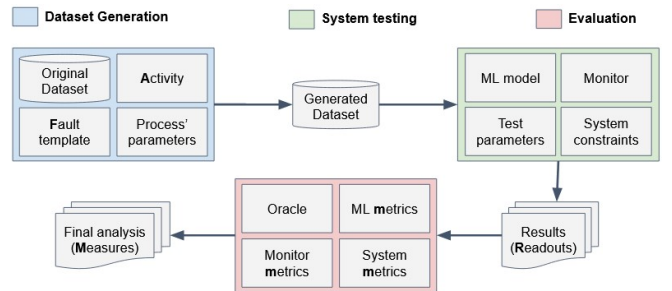 Dataset Generation
System testing
Evaluation
Original
Dataset
Activity
Fault
template
Process'
parameters
Generated
Dataset
ML model
Monitor
Test
parameters
System
constraints
Final analysis
(Measures)
Oracle
ML metrics
Monitor
metrics
System
metrics
Results
(Readouts)